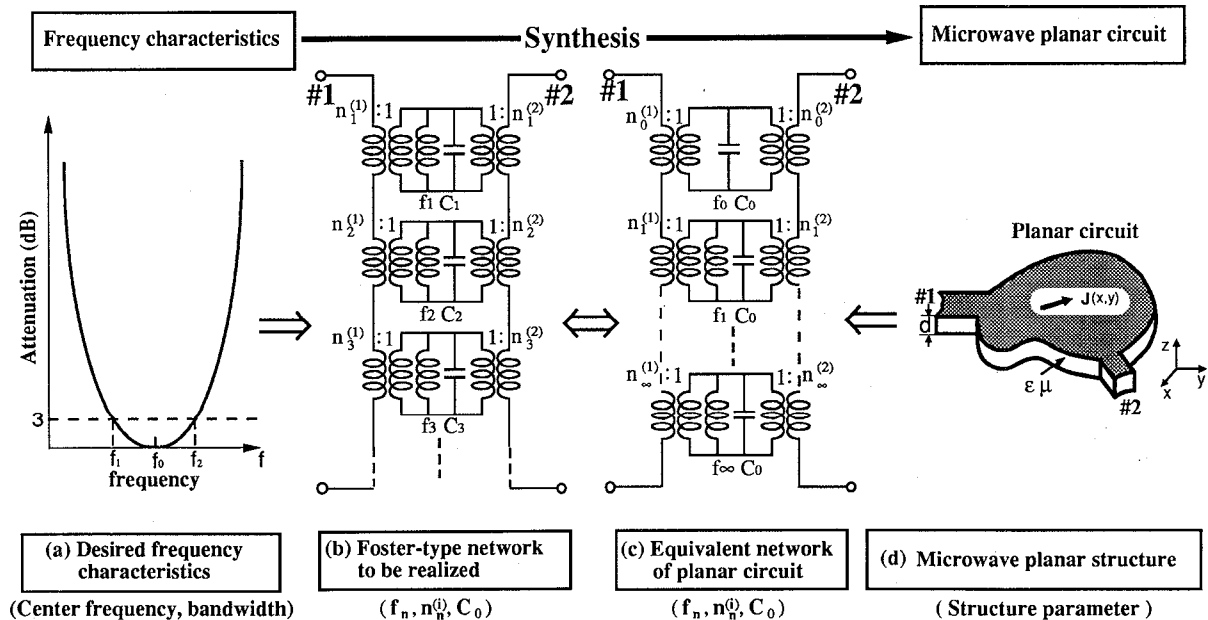 Frequency characteristics
Synthesis
Microwave planar circuit
Attenuation (dB)
3
f₁ f₀ f₂ f
frequency
#1 #2
n₁⁽¹⁾ :1 1: n₁⁽²⁾
f₁ C₁
n₂⁽¹⁾ :1 1: n₂⁽²⁾
f₂ C₂
n₃⁽¹⁾ :1 1: n₃⁽²⁾
f₃ C₃
#1 #2
n₀⁽¹⁾ :1 1: n₀⁽²⁾
f₀ C₀
n₁⁽¹⁾ :1 1: n₁⁽²⁾
f₁ C₀
n∞⁽¹⁾ :1 1: n∞⁽²⁾
f∞ C₀
Planar circuit
#1
J(x,y)
d
ε μ
#2
z
x y
(a) Desired frequency
characteristics
(Center frequency, bandwidth)
(b) Foster-type network
to be realized
( fₙ, nₙ⁽ⁱ⁾, C₀ )
(c) Equivalent network
of planar circuit
( fₙ, nₙ⁽ⁱ⁾, C₀ )
(d) Microwave planar structure
( Structure parameter )